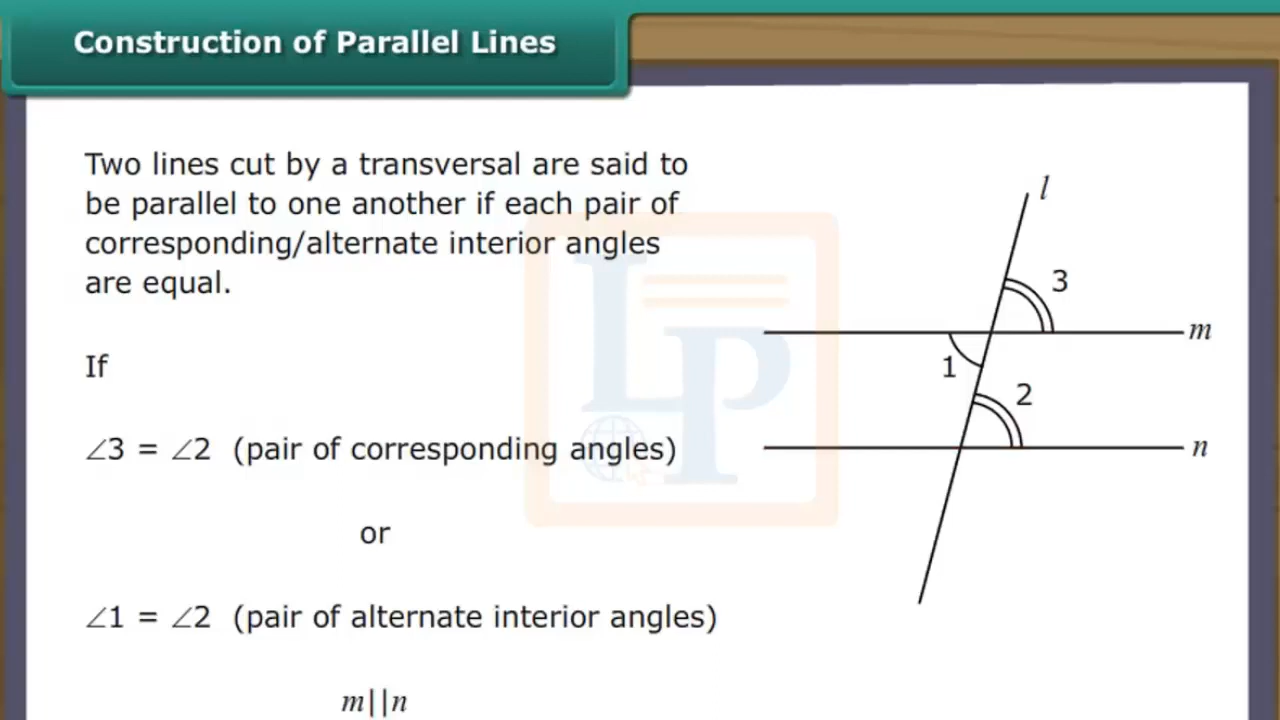 Construction of Parallel Lines
Two lines cut by a transversal are said to
be parallel to one another if each pair of
corresponding/alternate interior angles
are equal.
If
∠3 = ∠2 (pair of corresponding angles)
or
∠1 = ∠2 (pair of alternate interior angles)
m||n
l
3
m
1
2
n
LP